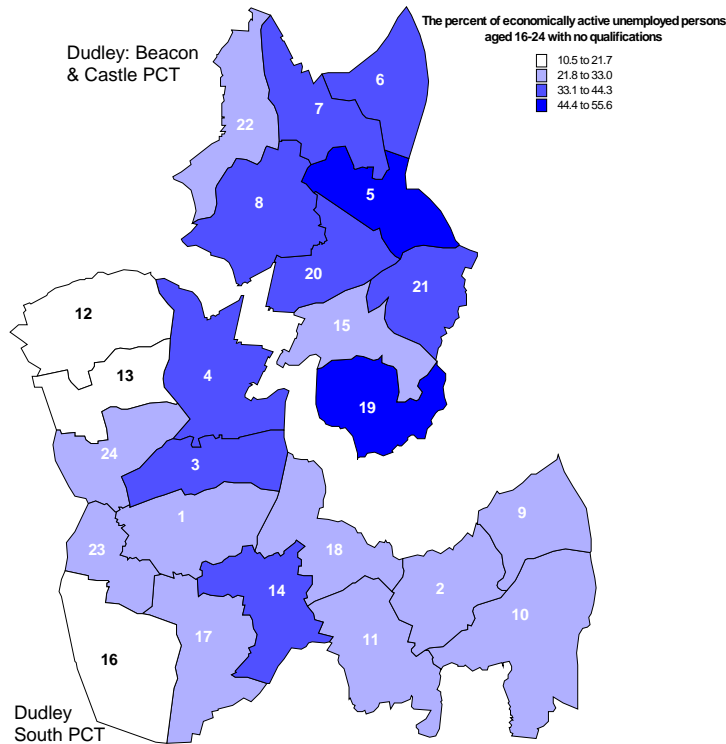 The percent of economically active unemployed persons
aged 16-24 with no qualifications
10.5 to 21.7
21.8 to 33.0
33.1 to 44.3
44.4 to 55.6
Dudley: Beacon
& Castle PCT
6
7
22
5
8
20
21
12
15
13
4
19
24
3
1
9
23
18
2
14
10
17
11
16
Dudley
South PCT